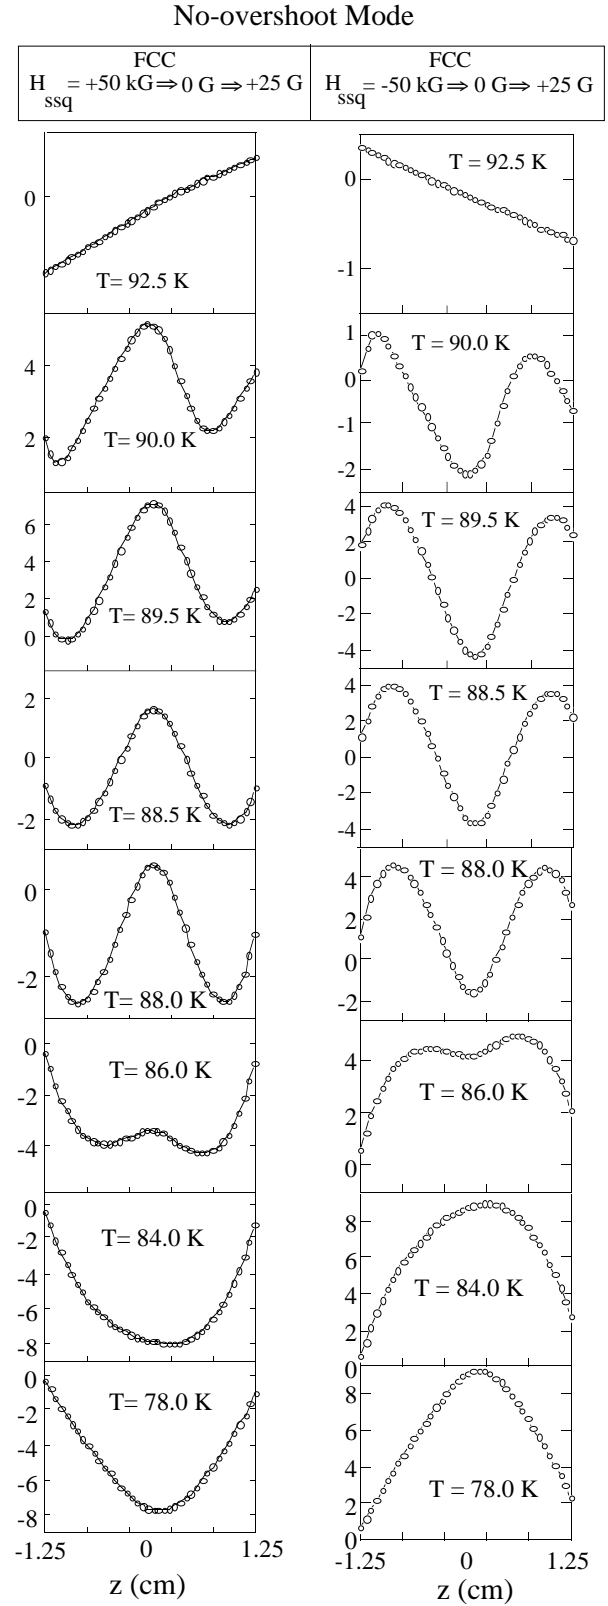 No-overshoot Mode
FCC
H ssq = +50 kG⇒ 0 G ⇒ +25 G
FCC
H ssq = -50 kG⇒ 0 G⇒ +25 G
0
T= 92.5 K
4
2
T= 90.0 K
6
4
2
0
T= 89.5 K
2
0
-2
T= 88.5 K
0
-2
T= 88.0 K
0
-2
-4
T= 86.0 K
0
-2
-4
-6
-8
T= 84.0 K
0
-2
-4
-6
-8
T= 78.0 K
-1.25 0 1.25
z (cm)
0
-1
T = 92.5 K
1
0
-1
-2
T = 90.0 K
4
2
0
-2
-4
T = 89.5 K
4
2
0
-2
-4
T = 88.5 K
4
2
0
-2
T = 88.0 K
4
2
0
T = 86.0 K
8
6
4
2
0
T = 84.0 K
8
6
4
2
0
T = 78.0 K
-1.25 0 1.25
z (cm)